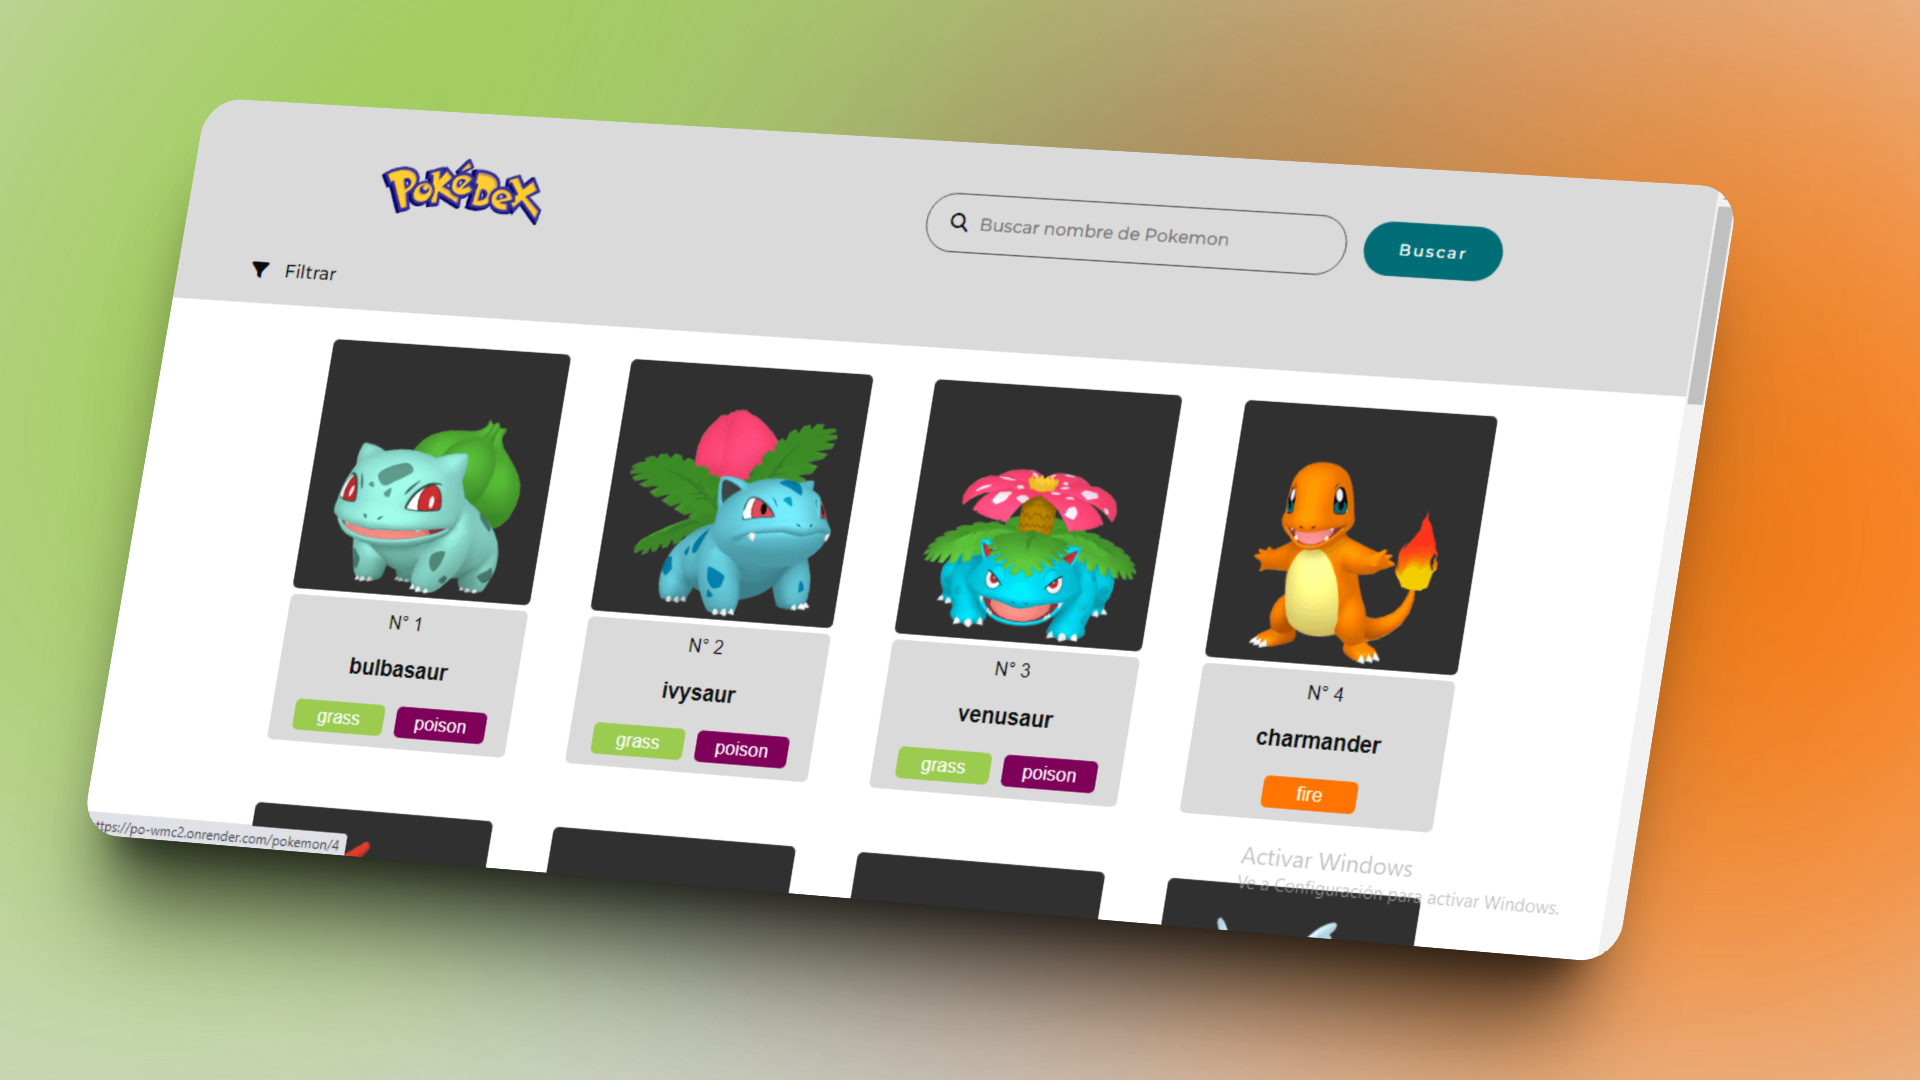 PoKéDeX
Buscar nombre de Pokemon
Buscar
Filtrar
N° 1
bulbasaur
grass poison
N° 2
ivysaur
grass poison
N° 3
venusaur
grass poison
N° 4
charmander
fire
ttps://po-wmc2.onrender.com/pokemon/4
Activar Windows
Ve a Configuración para activar Windows.